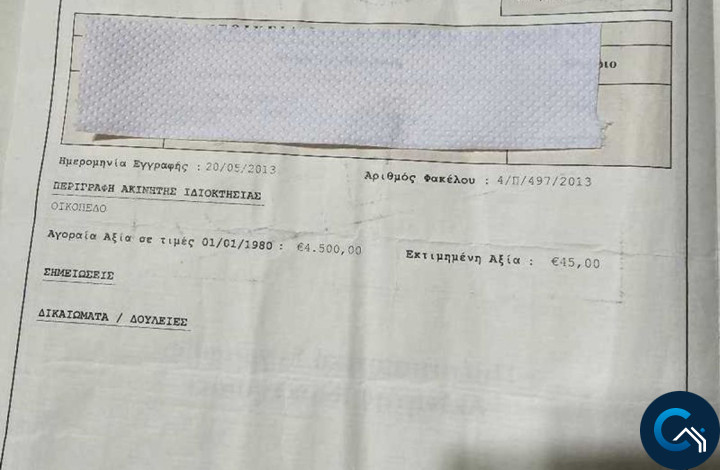 Ημερομηνία Εγγραφής : 20/05/2013
Αριθμός Φακέλου : 4/Π/497/2013
ΠΕΡΙΓΡΑΦΗ ΑΚΙΝΗΤΗΣ ΙΔΙΟΚΤΗΣΙΑΣ
ΟΙΚΟΠΕΔΟ
Αγοραία Αξία σε τιμές 01/01/1980 : €4.500,00
Εκτιμημένη Αξία : €45,00
ΣΗΜΕΙΩΣΕΙΣ
ΔΙΚΑΙΩΜΑΤΑ / ΔΟΥΛΕΙΕΣ